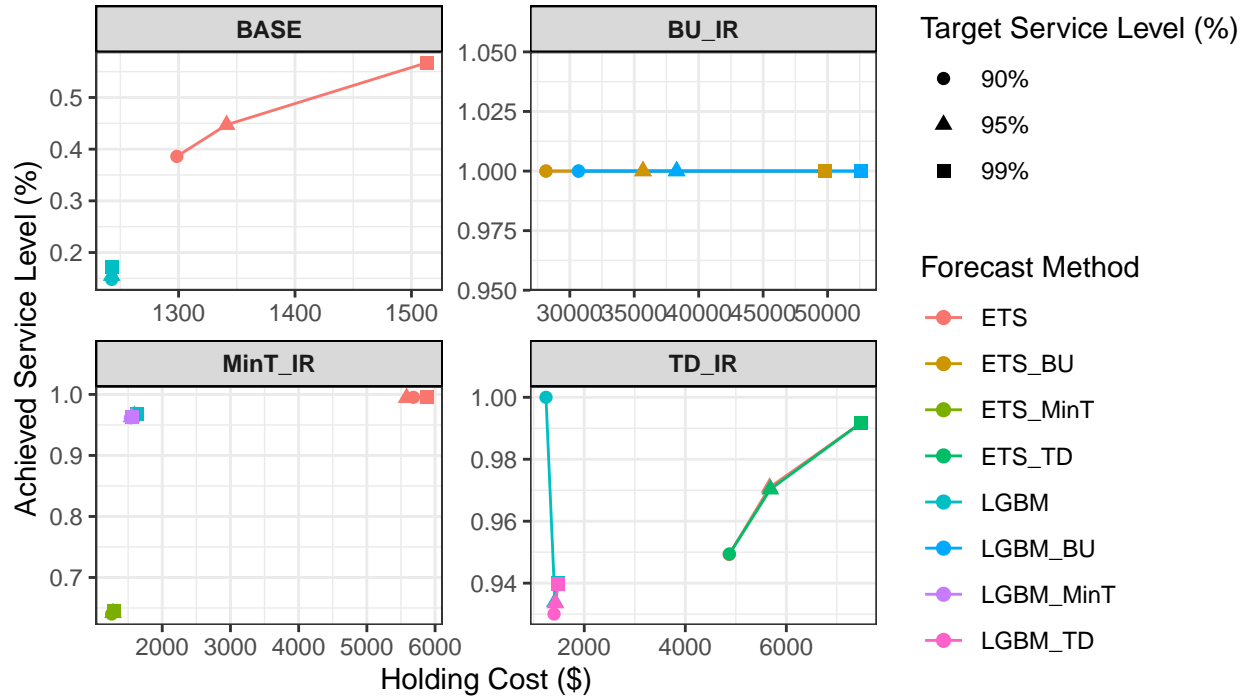 BASE
BU_IR
0.5
0.4
0.3
0.2
1300
1400
1500
1.050
1.025
1.000
0.975
0.950
30000
35000
40000
45000
50000
MinT_IR
TD_IR
1.0
0.9
0.8
0.7
2000
3000
4000
5000
6000
1.00
0.98
0.96
0.94
2000
4000
6000
Achieved Service Level (%)
Holding Cost ($)
Target Service Level (%)
90%
95%
99%
Forecast Method
ETS
ETS_BU
ETS_MinT
ETS_TD
LGBM
LGBM_BU
LGBM_MinT
LGBM_TD